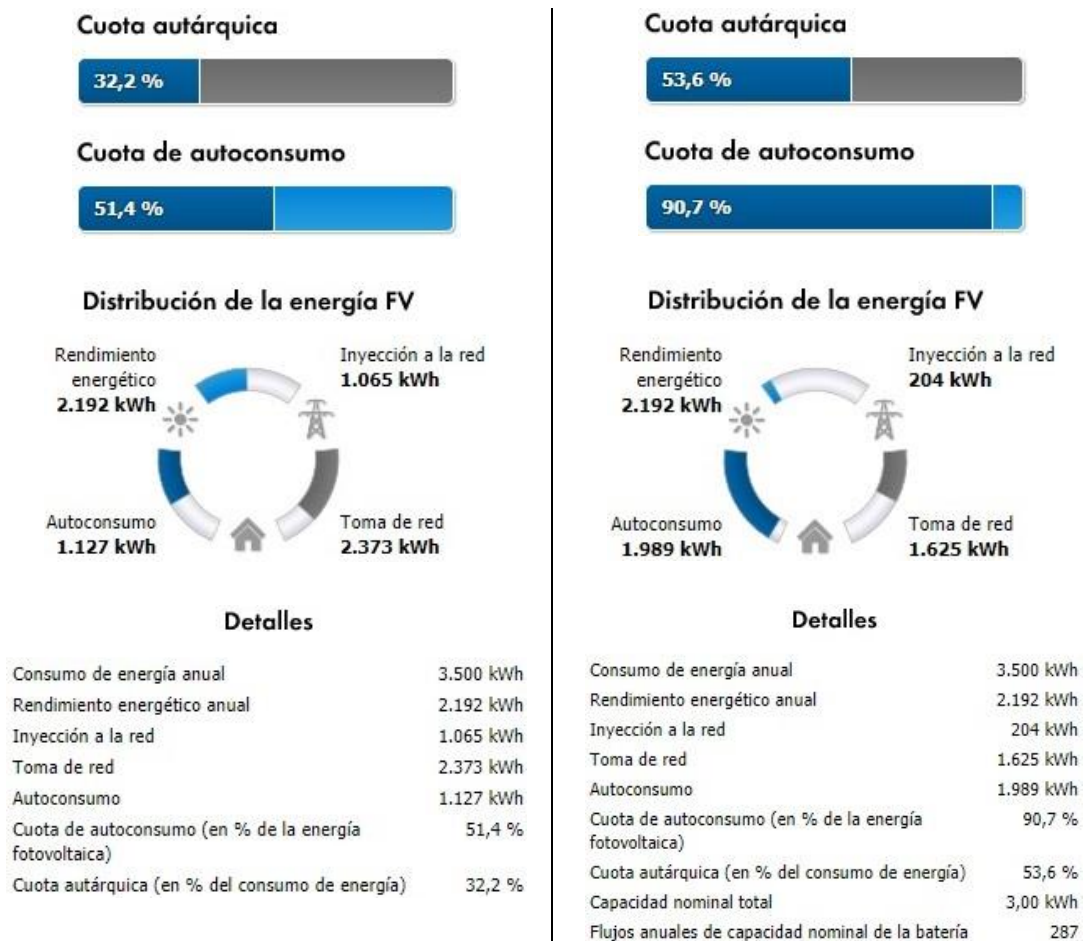 Cuota autárquica
32,2 %
Cuota de autoconsumo
51,4 %
Distribución de la energía FV
Rendimiento
energético
2.192 kWh
Inyección a la red
1.065 kWh
Autoconsumo
1.127 kWh
Toma de red
2.373 kWh
Detalles
Consumo de energía anual 3.500 kWh
Rendimiento energético anual 2.192 kWh
Inyección a la red 1.065 kWh
Toma de red 2.373 kWh
Autoconsumo 1.127 kWh
Cuota de autoconsumo (en % de la energía 51,4 %
fotovoltaica)
Cuota autárquica (en % del consumo de energía) 32,2 %
Cuota autárquica
53,6 %
Cuota de autoconsumo
90,7 %
Distribución de la energía FV
Rendimiento
energético
2.192 kWh
Inyección a la red
204 kWh
Autoconsumo
1.989 kWh
Toma de red
1.625 kWh
Detalles
Consumo de energía anual 3.500 kWh
Rendimiento energético anual 2.192 kWh
Inyección a la red 204 kWh
Toma de red 1.625 kWh
Autoconsumo 1.989 kWh
Cuota de autoconsumo (en % de la energía 90,7 %
fotovoltaica)
Cuota autárquica (en % del consumo de energía) 53,6 %
Capacidad nominal total 3,00 kWh
Flujos anuales de capacidad nominal de la batería 287